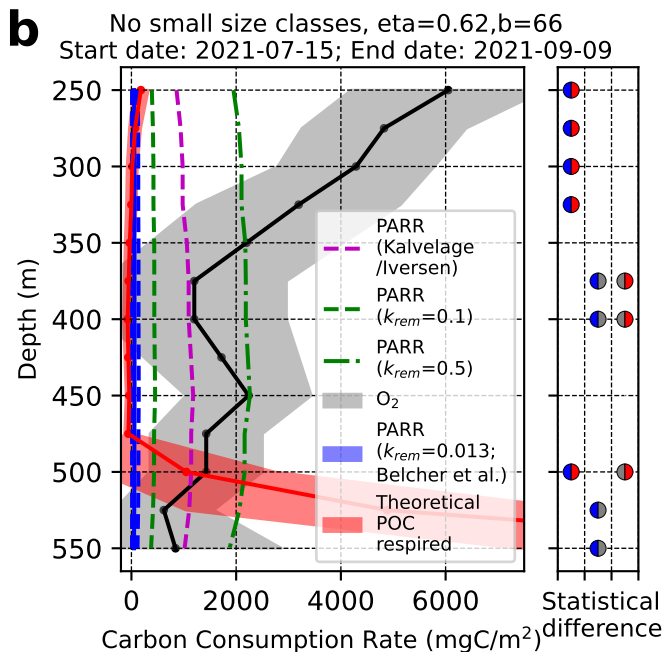 b
No small size classes, eta=0.62,b=66
Start date: 2021-07-15; End date: 2021-09-09
250
300
350
400
450
500
550
Depth (m)
PARR
(Kalvelage
/Iversen)
PARR
(k_rem=0.1)
PARR
(k_rem=0.5)
O₂
PARR
(k_rem=0.013;
Belcher et al.)
Theoretical
POC
respired
0 2000 4000 6000
Carbon Consumption Rate (mgC/m²)
Statistical
difference